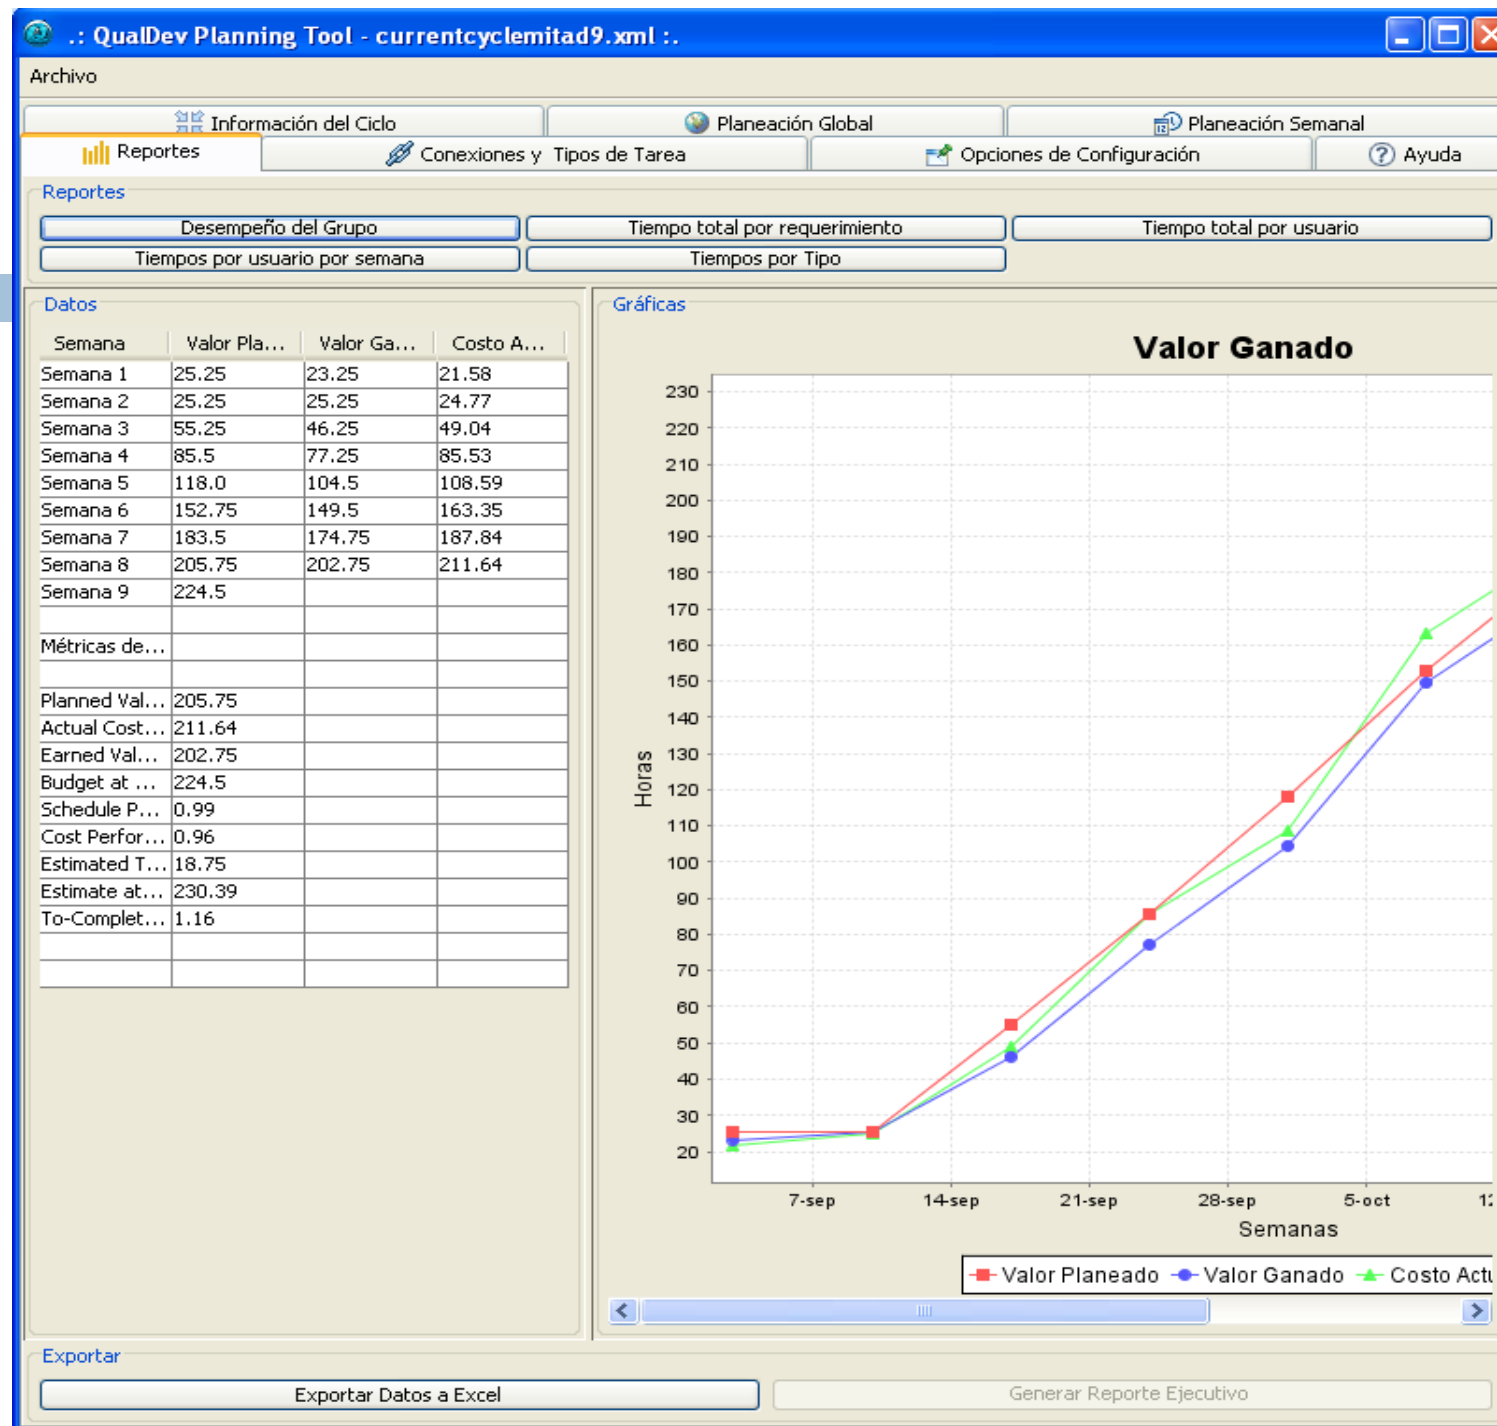 .: QualDev Planning Tool - currentcyclemitad9.xml :.
Archivo
Información del Ciclo Planeación Global Planeación Semanal
Reportes Conexiones y Tipos de Tarea Opciones de Configuración Ayuda
Reportes
Desempeño del Grupo Tiempo total por requerimiento Tiempo total por usuario
Tiempos por usuario por semana Tiempos por Tipo
Datos
Semana Valor Pla... Valor Ga... Costo A...
Semana 1 25.25 23.25 21.58
Semana 2 25.25 25.25 24.77
Semana 3 55.25 46.25 49.04
Semana 4 85.5 77.25 85.53
Semana 5 118.0 104.5 108.59
Semana 6 152.75 149.5 163.35
Semana 7 183.5 174.75 187.84
Semana 8 205.75 202.75 211.64
Semana 9 224.5
Métricas de...
Planned Val... 205.75
Actual Cost... 211.64
Earned Val... 202.75
Budget at ... 224.5
Schedule P... 0.99
Cost Perfor... 0.96
Estimated T... 18.75
Estimate at... 230.39
To-Complet... 1.16
Gráficas
Valor Ganado
230
220
210
200
190
180
170
160
150
140
130
120
110
100
90
80
70
60
50
40
30
20
Horas
7-sep 14-sep 21-sep 28-sep 5-oct 12
Semanas
Valor Planeado Valor Ganado Costo Actu
Exportar
Exportar Datos a Excel Generar Reporte Ejecutivo